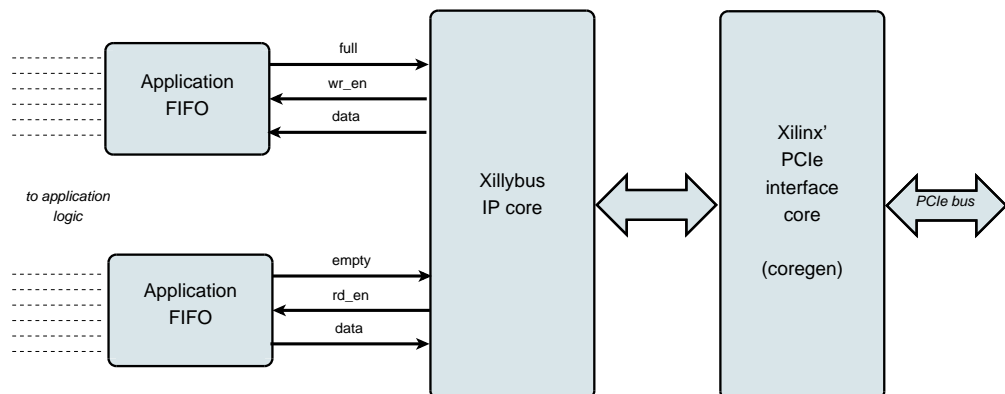 Application
FIFO
full
wr_en
data
to application
logic
Application
FIFO
empty
rd_en
data
Xillybus
IP core
Xilinx'
PCIe
interface
core
(coregen)
PCIe bus